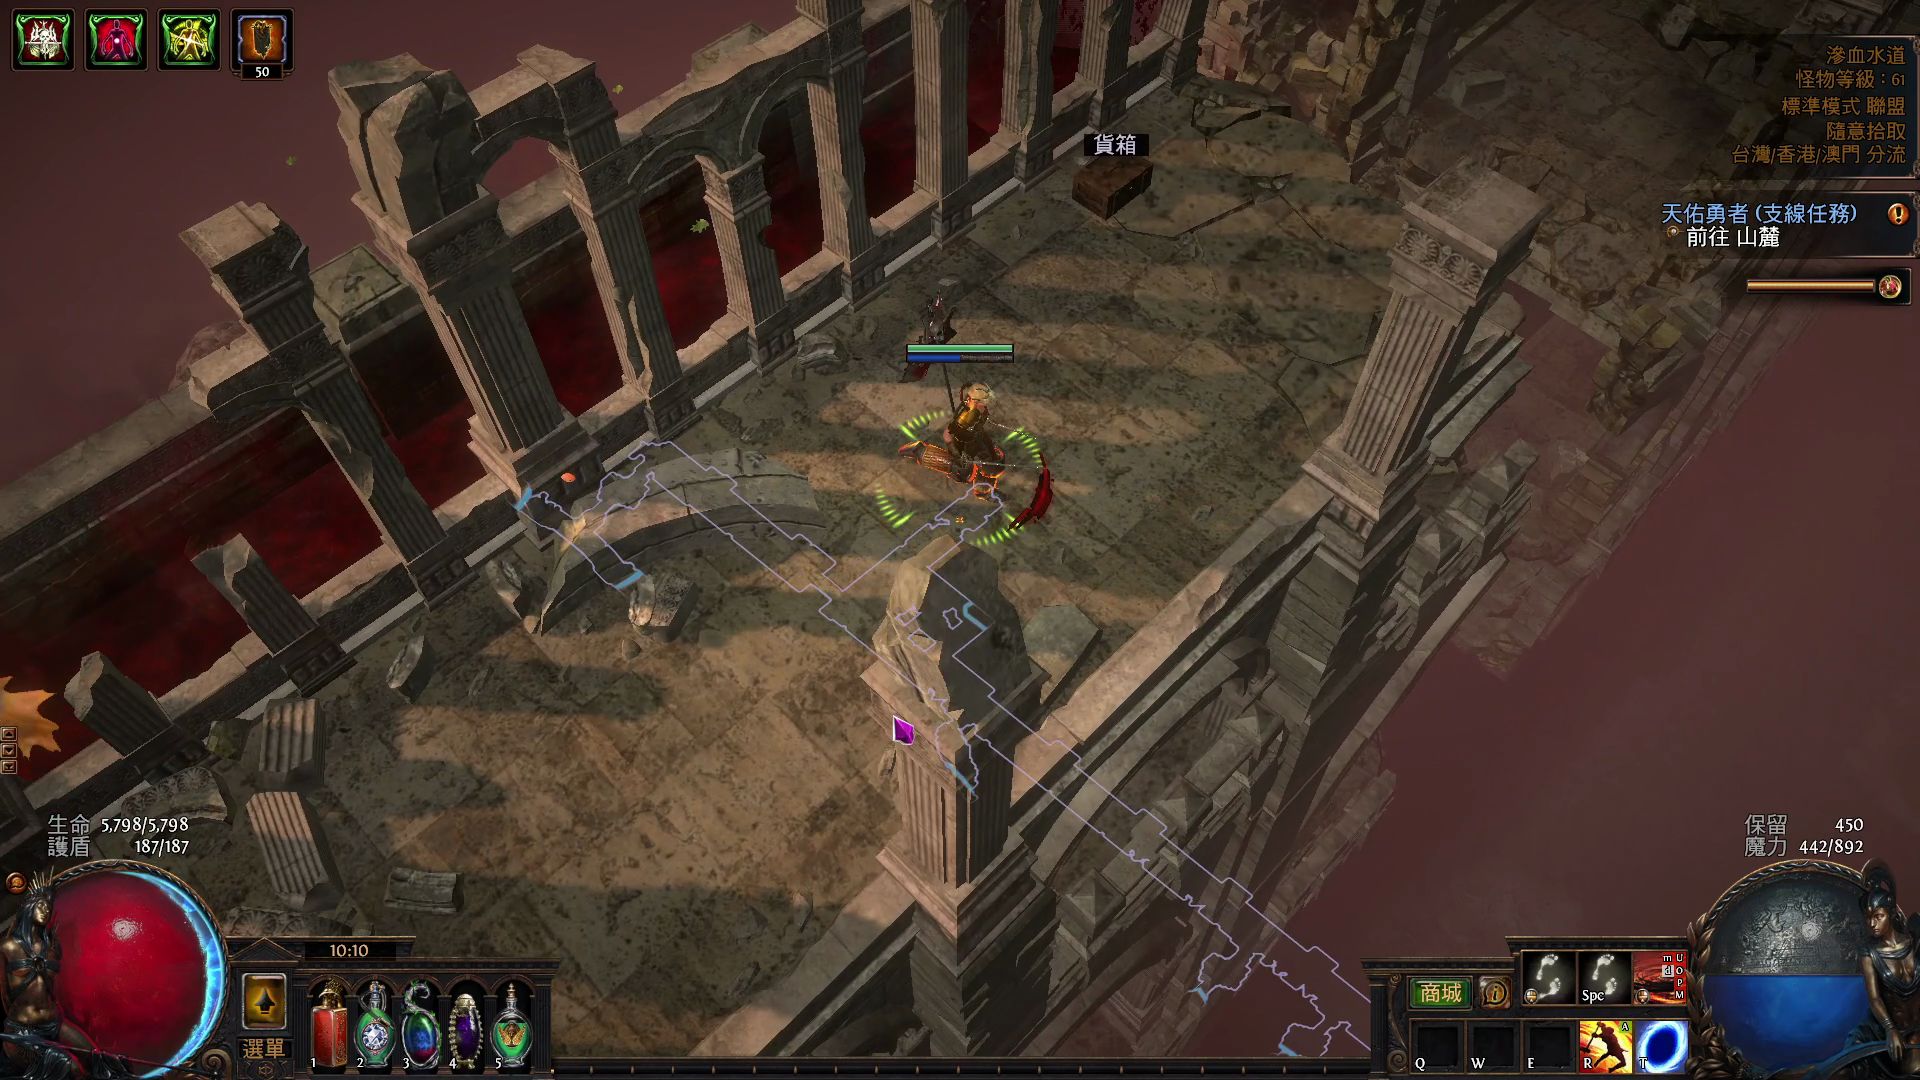 50
滲血水道
怪物等級：61
標準模式 聯盟
隨意拾取
台灣/香港/澳門 分流
貨箱
天佑勇者 (支線任務)
前往 山麓
生命 5,798/5,798
護盾 187/187
保留 450
魔力 442/892
10:10
選單
1 2 3 4 5
商城
Spc
Q W E R T
A